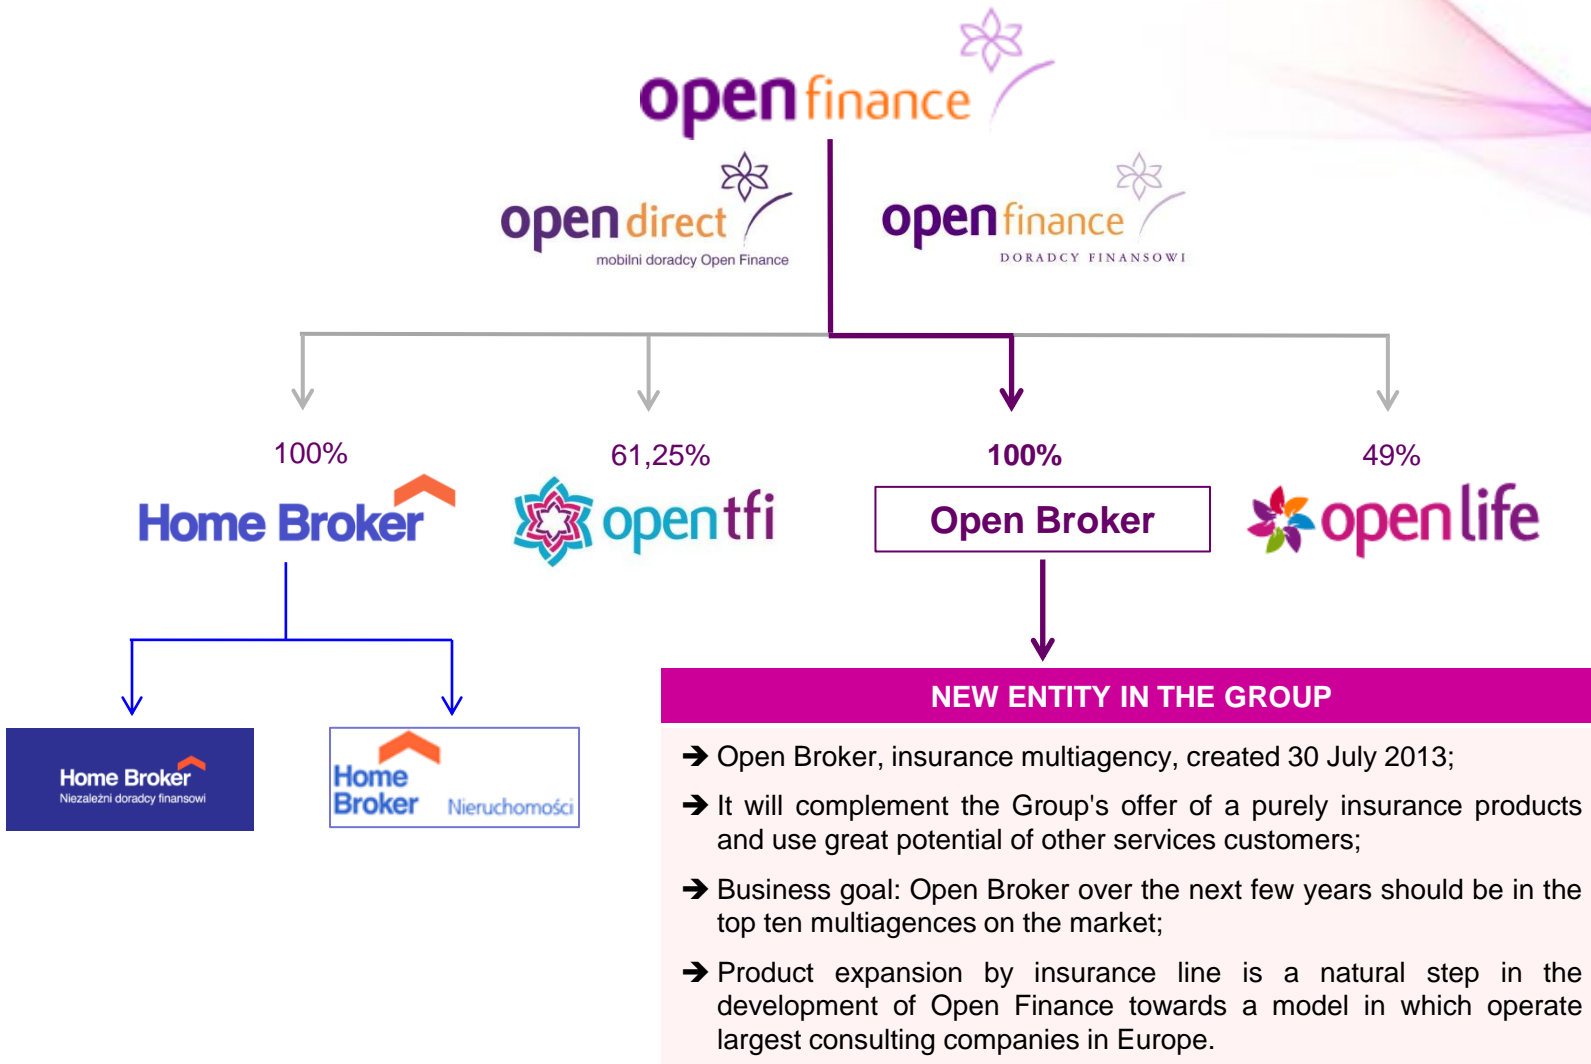 open finance
open direct
mobilni doradcy Open Finance
open finance
DORADCY FINANSOWI
100%
61,25%
100%
49%
Home Broker
open tfi
Open Broker
open life
Home Broker
Niezależni doradcy finansowi
Home
Broker Nieruchomości
NEW ENTITY IN THE GROUP
➔ Open Broker, insurance multiagency, created 30 July 2013;
➔ It will complement the Group's offer of a purely insurance products
and use great potential of other services customers;
➔ Business goal: Open Broker over the next few years should be in the
top ten multiagences on the market;
➔ Product expansion by insurance line is a natural step in the
development of Open Finance towards a model in which operate
largest consulting companies in Europe.